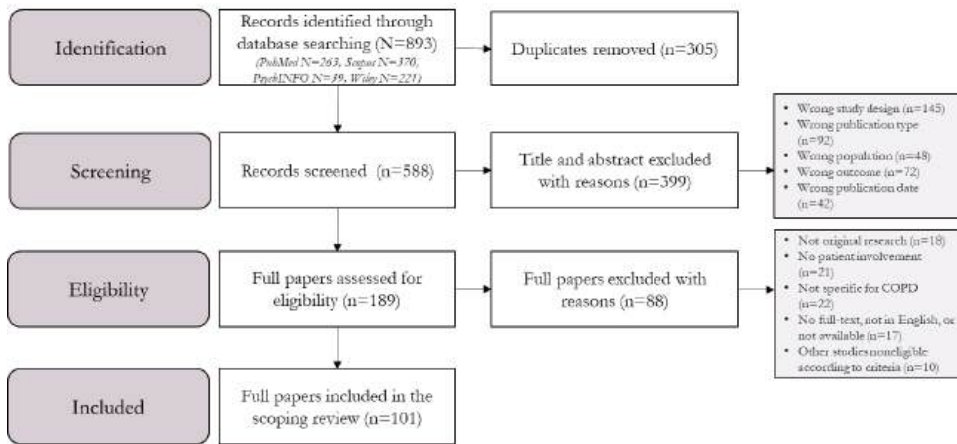 Identification
Records identified through
database searching (N=893)
(PubMed N=263, Scopus N=370,
PsychINFO N=39, Wiley N=221)
Duplicates removed (n=305)
Screening
Records screened (n=588)
Title and abstract excluded
with reasons (n=399)
• Wrong study design (n=145)
• Wrong publication type
(n=92)
• Wrong population (n=48)
• Wrong outcome (n=72)
• Wrong publication date
(n=42)
Eligibility
Full papers assessed for
eligibility (n=189)
Full papers excluded with
reasons (n=88)
• Not original research (n=18)
• No patient involvement
(n=21)
• Not specific for COPD
(n=22)
• No full-text, not in English, or
not available (n=17)
• Other studies noneligible
according to criteria (n=10)
Included
Full papers included in the
scoping review (n=101)